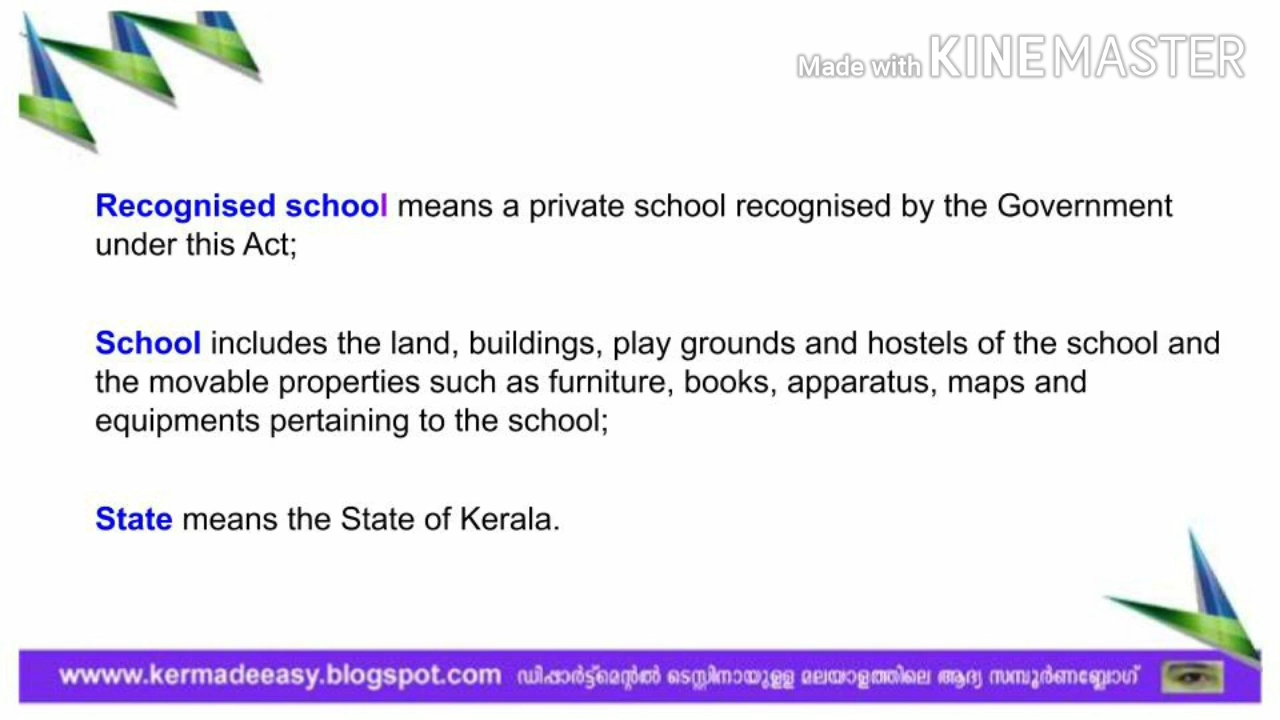 Made with KINEMASTER
Recognised school means a private school recognised by the Government
under this Act;
School includes the land, buildings, play grounds and hostels of the school and
the movable properties such as furniture, books, apparatus, maps and
equipments pertaining to the school;
State means the State of Kerala.
wwww.kermadeeasy.blogspot.com ഡിപ്പാർട്ട്മെന്റൽ ടെസ്റ്റിനായുള്ള മലയാളത്തിലെ ആദ്യ സമ്പൂർണബ്ലോഗ്